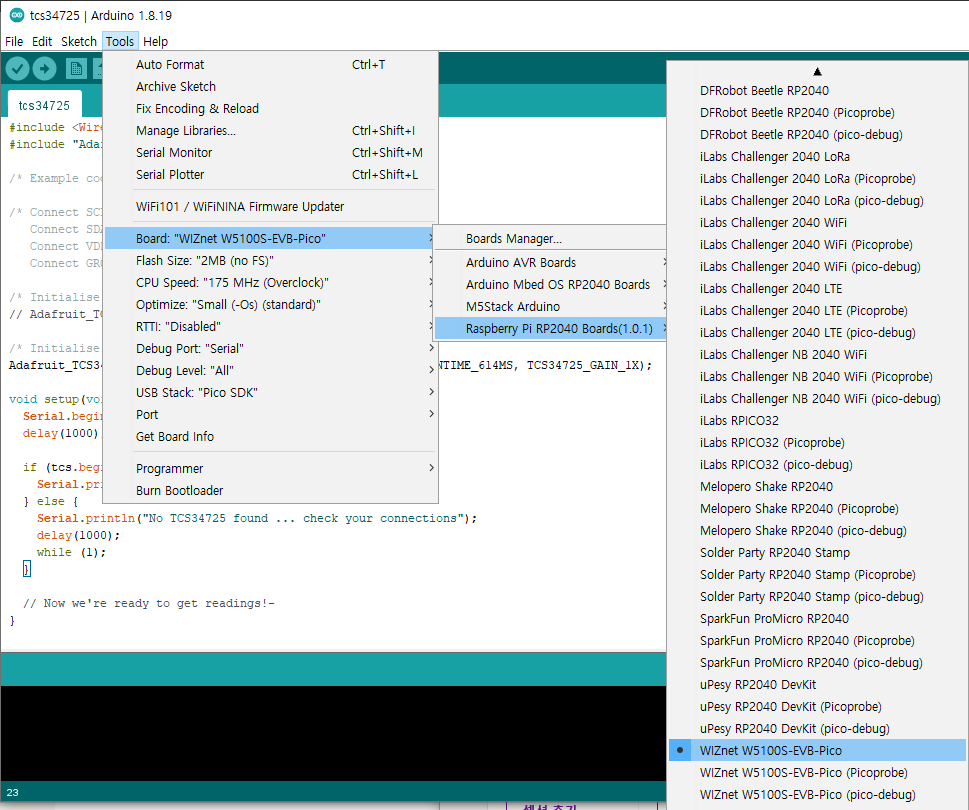 tcs34725 | Arduino 1.8.19
File Edit Sketch Tools Help
tcs34725
#include <Wire
#include "Ada
/* Example co
/* Connect SC
Connect SD
Connect VD
Connect GR
/* Initialise
// Adafruit_TC
/* Initialise
Adafruit_TCS34
NTIME_614MS, TCS34725_GAIN_1X);
void setup(vo
Serial.begin
delay(1000)
if (tcs.beg
Serial.pri
} else {
Serial.println("No TCS34725 found ... check your connections");
delay(1000);
while (1);
}
// Now we're ready to get readings!-
}
23
Auto Format Ctrl+T
Archive Sketch
Fix Encoding & Reload
Manage Libraries... Ctrl+Shift+I
Serial Monitor Ctrl+Shift+M
Serial Plotter Ctrl+Shift+L
WiFi101 / WiFiNINA Firmware Updater
Board: "WIZnet W5100S-EVB-Pico"
Flash Size: "2MB (no FS)"
CPU Speed: "175 MHz (Overclock)"
Optimize: "Small (-Os) (standard)"
RTTI: "Disabled"
Debug Port: "Serial"
Debug Level: "All"
USB Stack: "Pico SDK"
Port
Get Board Info
Programmer
Burn Bootloader
Boards Manager...
Arduino AVR Boards
Arduino Mbed OS RP2040 Boards
M5Stack Arduino
Raspberry Pi RP2040 Boards(1.0.1)
DFRobot Beetle RP2040
DFRobot Beetle RP2040 (Picoprobe)
DFRobot Beetle RP2040 (pico-debug)
iLabs Challenger 2040 LoRa
iLabs Challenger 2040 LoRa (Picoprobe)
iLabs Challenger 2040 LoRa (pico-debug)
iLabs Challenger 2040 WiFi
iLabs Challenger 2040 WiFi (Picoprobe)
iLabs Challenger 2040 WiFi (pico-debug)
iLabs Challenger 2040 LTE
iLabs Challenger 2040 LTE (Picoprobe)
iLabs Challenger 2040 LTE (pico-debug)
iLabs Challenger NB 2040 WiFi
iLabs Challenger NB 2040 WiFi (Picoprobe)
iLabs Challenger NB 2040 WiFi (pico-debug)
iLabs RPICO32
iLabs RPICO32 (Picoprobe)
iLabs RPICO32 (pico-debug)
Melopero Shake RP2040
Melopero Shake RP2040 (Picoprobe)
Melopero Shake RP2040 (pico-debug)
Solder Party RP2040 Stamp
Solder Party RP2040 Stamp (Picoprobe)
Solder Party RP2040 Stamp (pico-debug)
SparkFun ProMicro RP2040
SparkFun ProMicro RP2040 (Picoprobe)
SparkFun ProMicro RP2040 (pico-debug)
uPesy RP2040 DevKit
uPesy RP2040 DevKit (Picoprobe)
uPesy RP2040 DevKit (pico-debug)
WIZnet W5100S-EVB-Pico
WIZnet W5100S-EVB-Pico (Picoprobe)
WIZnet W5100S-EVB-Pico (pico-debug)